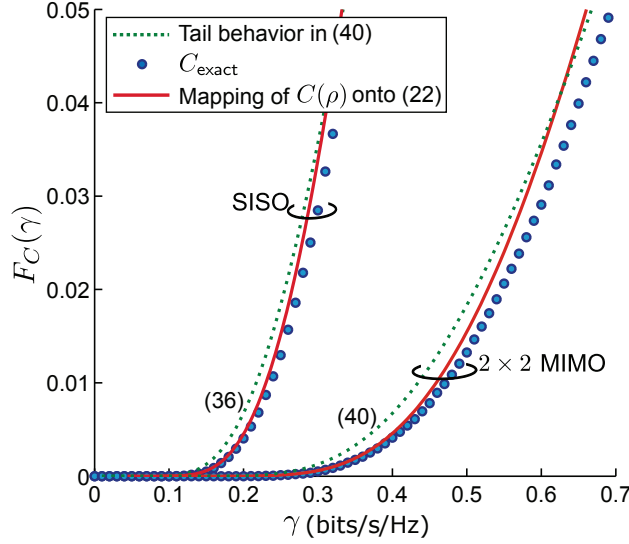 0.05
0.04
0.03
0.02
0.01
0
F_C(γ)
Tail behavior in (40)
C_exact
Mapping of C(ρ) onto (22)
SISO
2 × 2 MIMO
(36)
(40)
0 0.1 0.2 0.3 0.4 0.5 0.6 0.7
γ (bits/s/Hz)